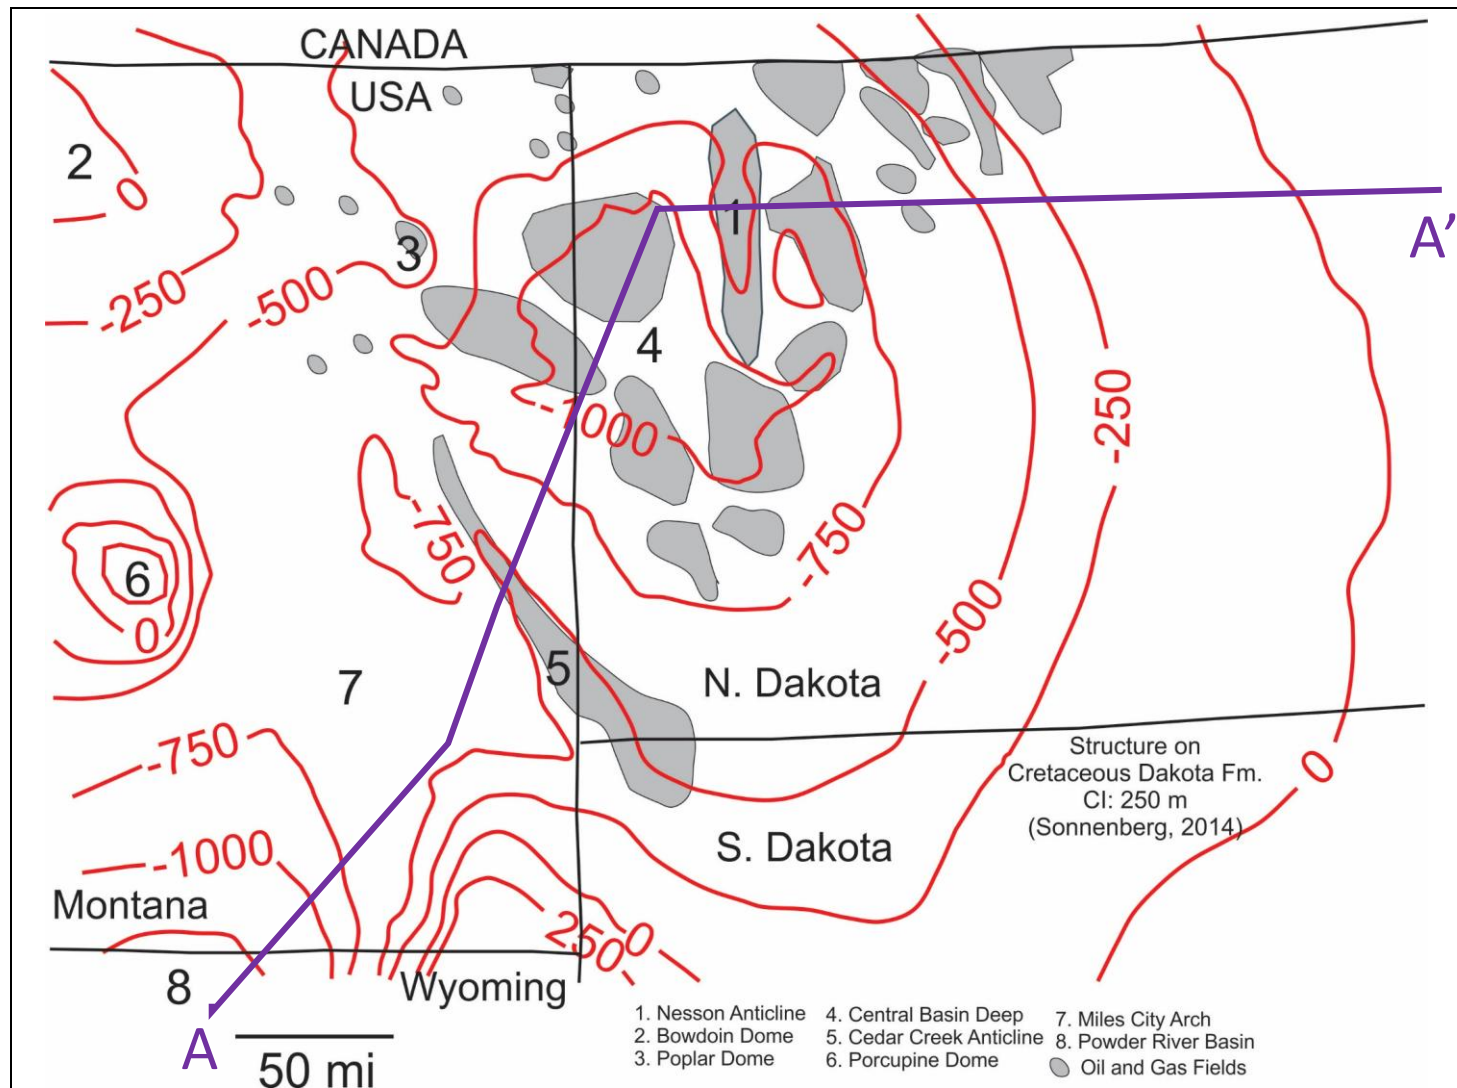 CANADA
USA
2
0
1
A'
3
-250
-500
4
-1000
-250
-750
-750
6
0
-500
5
7
N. Dakota
-750
Structure on
Cretaceous Dakota Fm.
CI: 250 m
(Sonnenberg, 2014)
0
-1000
S. Dakota
Montana
250
0
8
Wyoming
A
50 mi
1. Nesson Anticline
2. Bowdoin Dome
3. Poplar Dome
4. Central Basin Deep
5. Cedar Creek Anticline
6. Porcupine Dome
7. Miles City Arch
8. Powder River Basin
Oil and Gas Fields